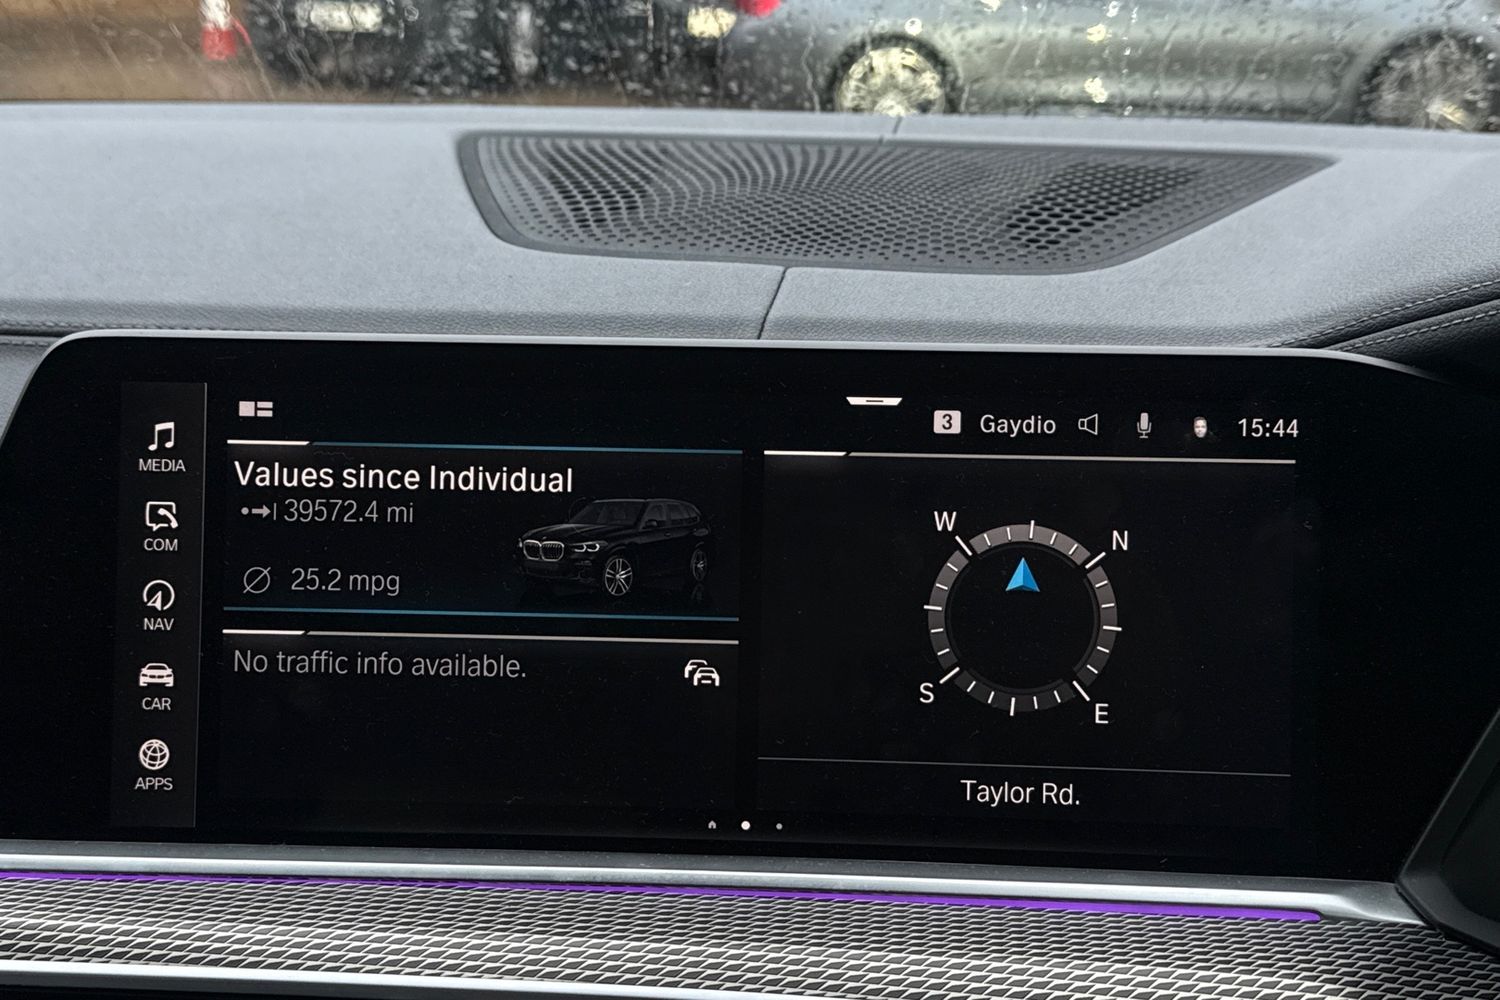 3 Gaydio 15:44
MEDIA
COM
NAV
CAR
APPS
Values since Individual
39572.4 mi
25.2 mpg
No traffic info available.
W
N
S
E
Taylor Rd.